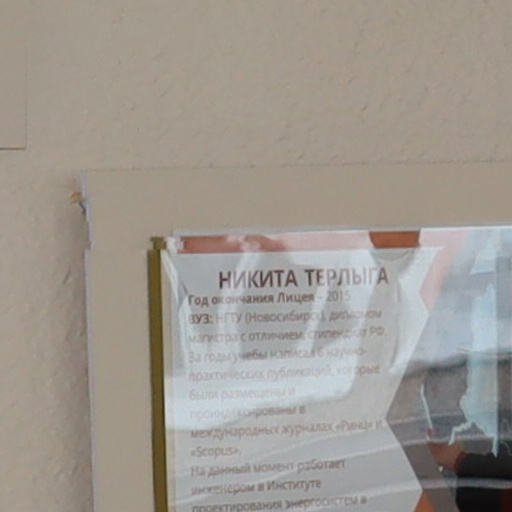 НИКИТА ТЕРЛЫГА
Год окончания Лицея - 2015
ВУЗ: НГТУ (Новосибирск), дипломом
магистра с отличием, стипендиат РФ
За годы учебы написал 6 научно-
практических публикаций, которые
были размещены и
проиндексированы в
международных журналах «Ринц» и
«Scopus».
На данный момент работает
инженером в Институте
проектирования энергосистем в